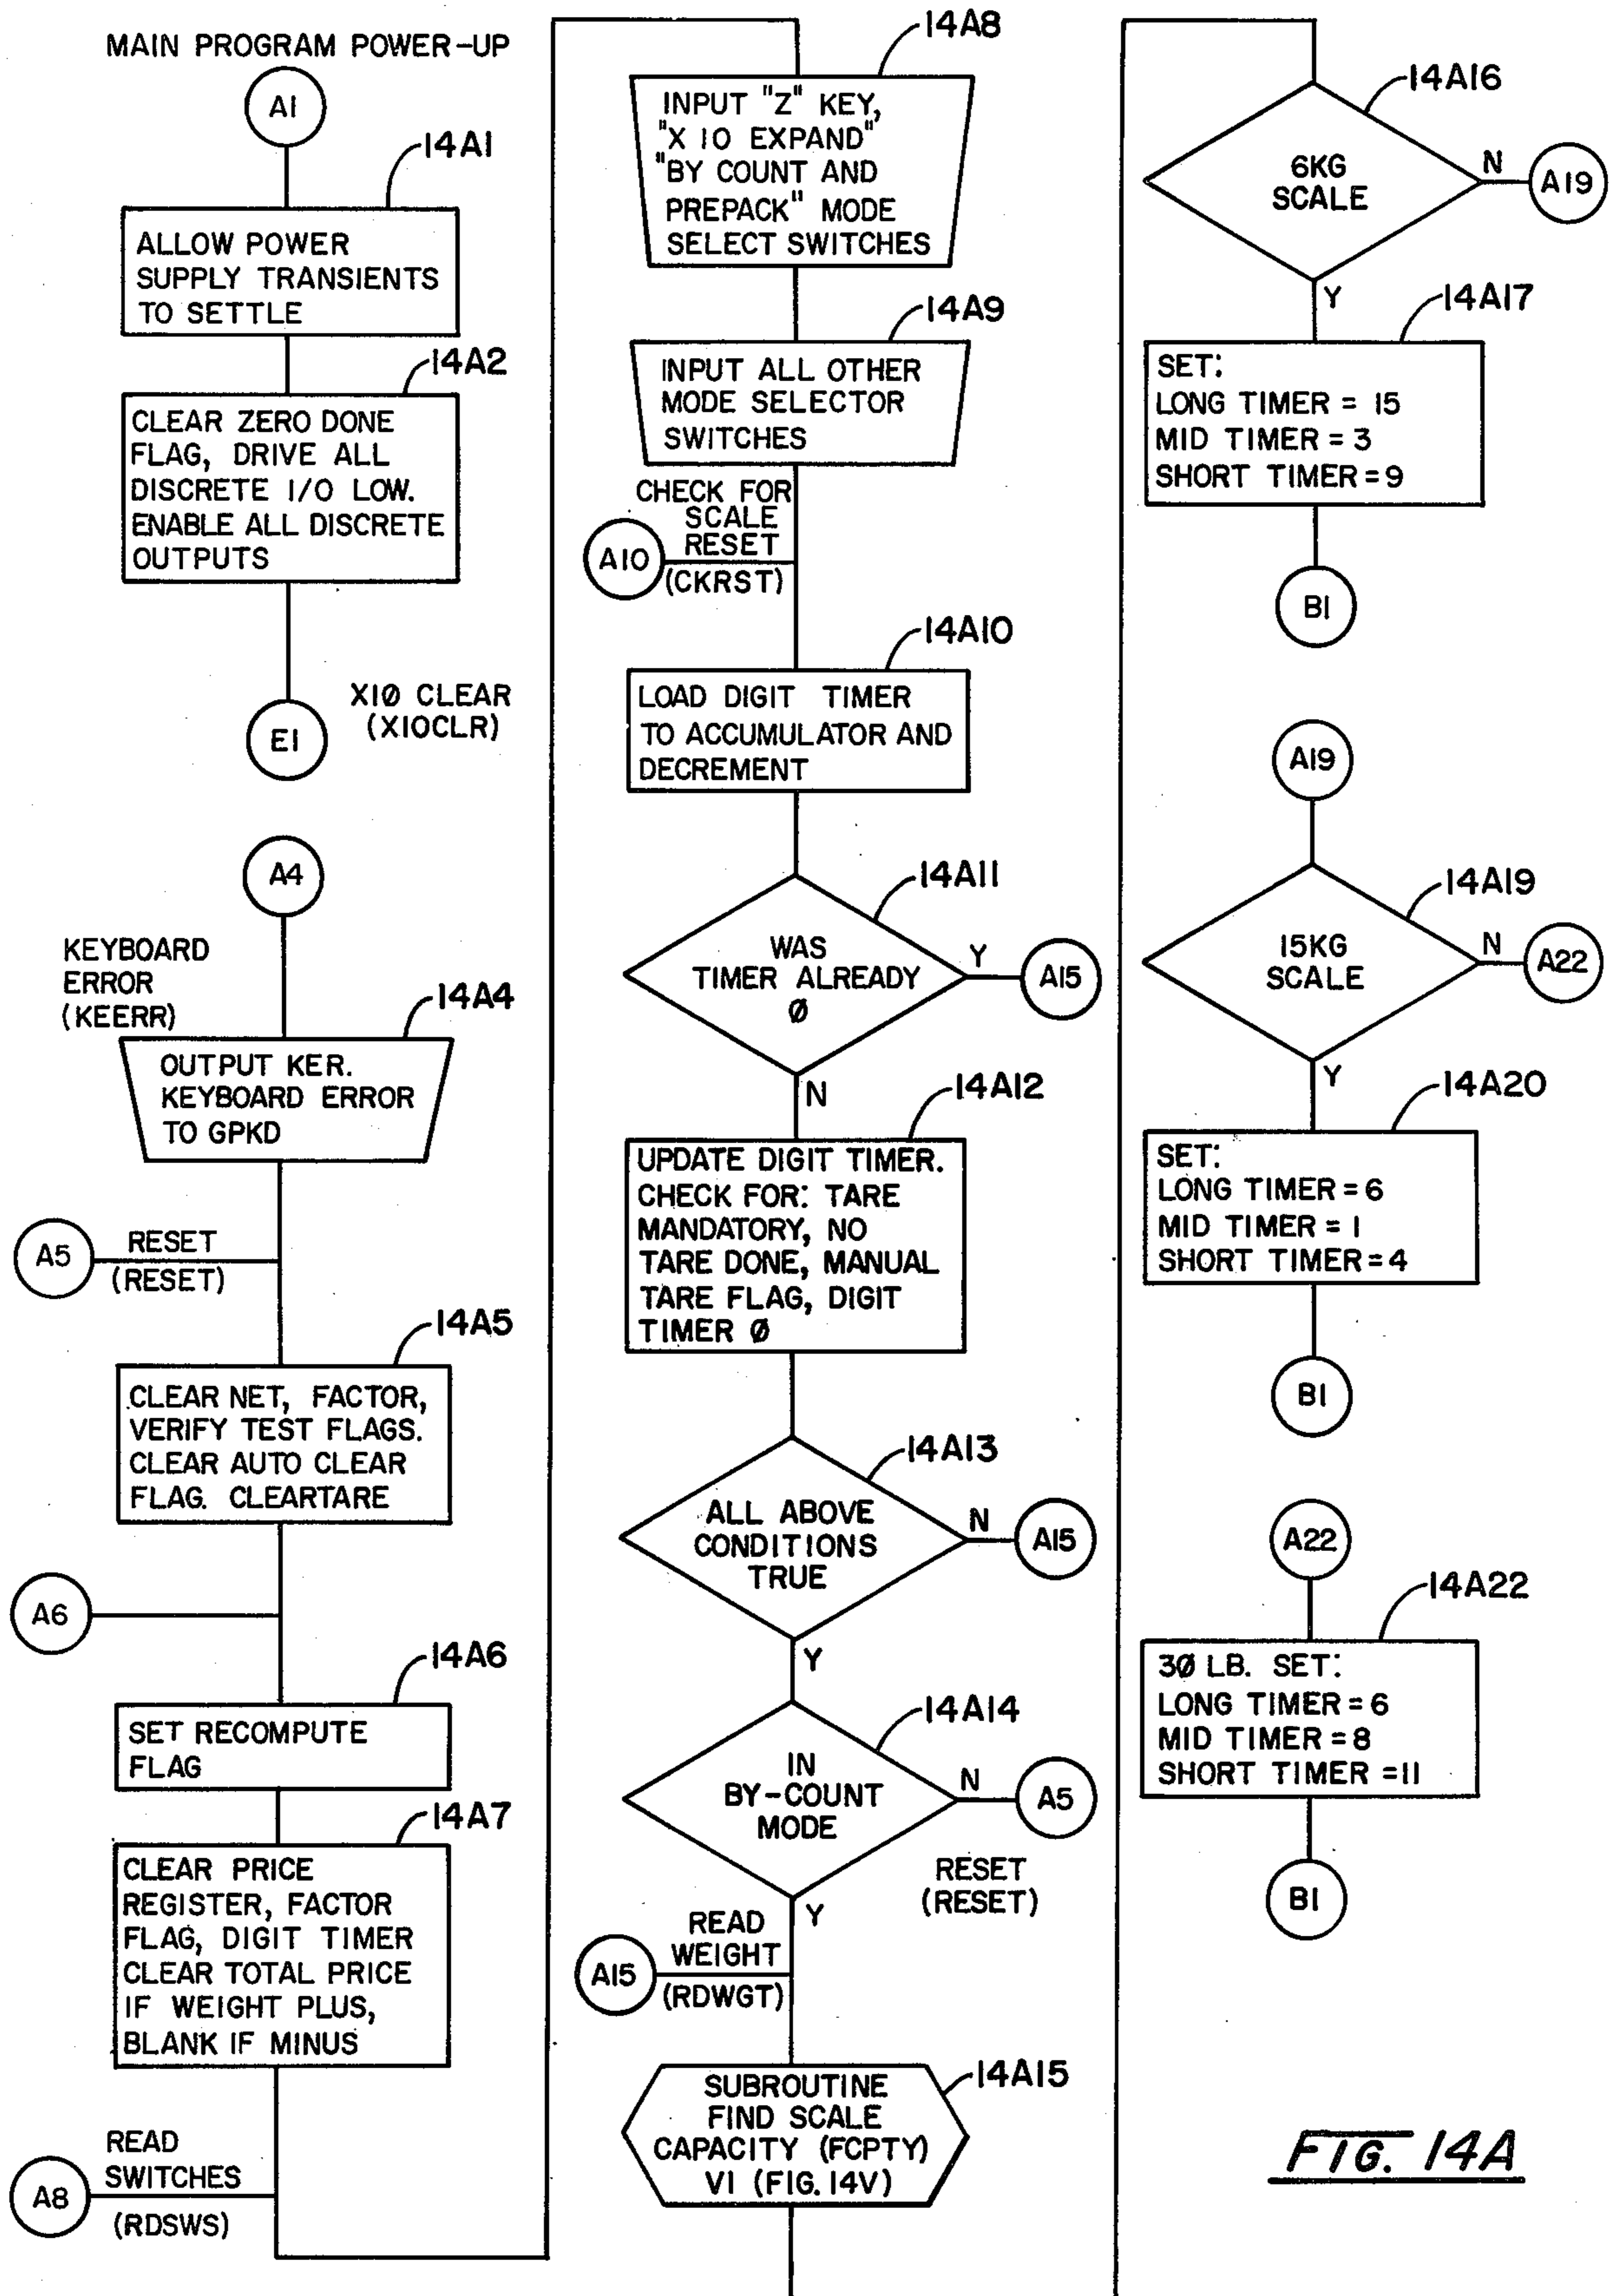 MAIN PROGRAM POWER-UP
A1
14A1
ALLOW POWER
SUPPLY TRANSIENTS
TO SETTLE
14A2
CLEAR ZERO DONE
FLAG, DRIVE ALL
DISCRETE I/O LOW.
ENABLE ALL DISCRETE
OUTPUTS
X1Ø CLEAR
(X1OCLR)
E1
A4
KEYBOARD
ERROR
(KEERR)
14A4
OUTPUT KER.
KEYBOARD ERROR
TO GPKD
A5
RESET
(RESET)
14A5
CLEAR NET, FACTOR,
VERIFY TEST FLAGS.
CLEAR AUTO CLEAR
FLAG. CLEARTARE
A6
14A6
SET RECOMPUTE
FLAG
14A7
CLEAR PRICE
REGISTER, FACTOR
FLAG, DIGIT TIMER
CLEAR TOTAL PRICE
IF WEIGHT PLUS,
BLANK IF MINUS
READ
SWITCHES
A8
(RDSWS)
14A8
INPUT "Z" KEY,
"X 10 EXPAND"
"BY COUNT AND
PREPACK" MODE
SELECT SWITCHES
14A9
INPUT ALL OTHER
MODE SELECTOR
SWITCHES
CHECK FOR
SCALE
RESET
A10
(CKRST)
14A10
LOAD DIGIT TIMER
TO ACCUMULATOR AND
DECREMENT
14A11
WAS
TIMER ALREADY
Ø
Y
A15
N
14A12
UPDATE DIGIT TIMER.
CHECK FOR: TARE
MANDATORY, NO
TARE DONE, MANUAL
TARE FLAG, DIGIT
TIMER Ø
14A13
ALL ABOVE
CONDITIONS
TRUE
N
A15
Y
14A14
IN
BY-COUNT
MODE
N
A5
RESET
(RESET)
Y
READ
WEIGHT
A15
(RDWGT)
14A15
SUBROUTINE
FIND SCALE
CAPACITY (FCPTY)
V1 (FIG. 14V)
14A16
6KG
SCALE
N
A19
Y
14A17
SET:
LONG TIMER = 15
MID TIMER = 3
SHORT TIMER = 9
B1
A19
14A19
15KG
SCALE
N
A22
Y
14A20
SET:
LONG TIMER = 6
MID TIMER = 1
SHORT TIMER = 4
B1
A22
14A22
3Ø LB. SET:
LONG TIMER = 6
MID TIMER = 8
SHORT TIMER = 11
B1
FIG. 14A